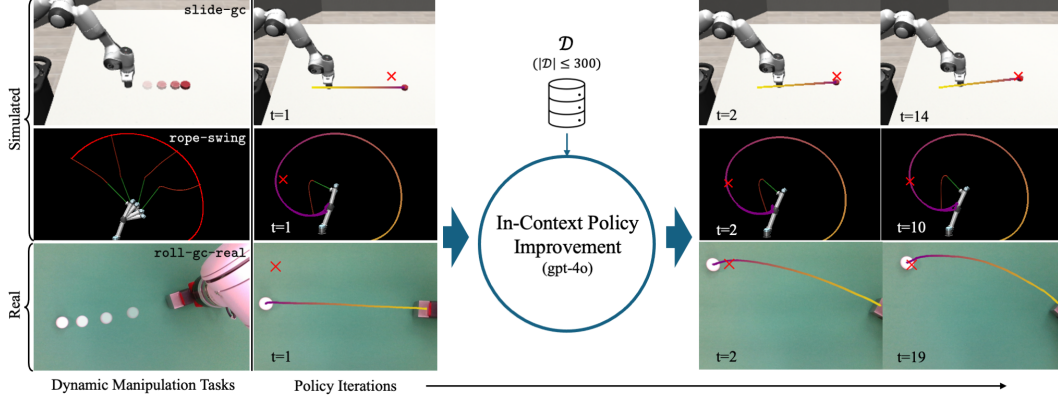 Simulated
slide-gc
t=1
t=2
t=14
rope-swing
t=1
t=2
t=10
Real
roll-gc-real
t=1
t=2
t=19
𝒟
(|𝒟| ≤ 300)
In-Context Policy
Improvement
(gpt-4o)
Dynamic Manipulation Tasks
Policy Iterations